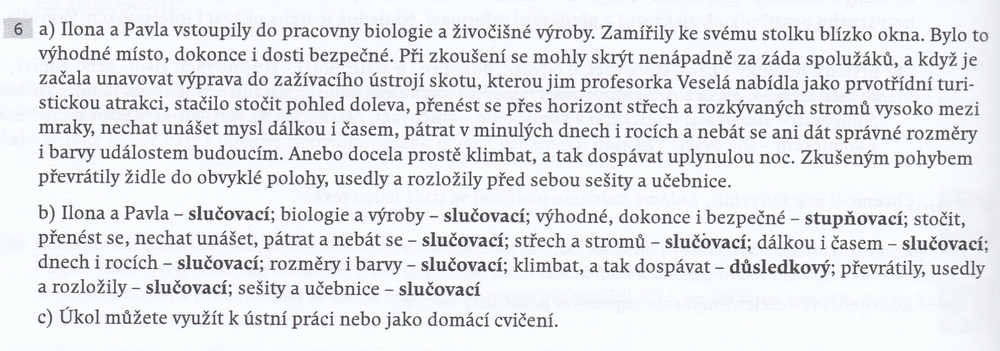 6 a) Ilona a Pavla vstoupily do pracovny biologie a živočišné výroby. Zamířily ke svému stolku blízko okna. Bylo to
výhodné místo, dokonce i dosti bezpečné. Při zkoušení se mohly skrýt nenápadně za záda spolužáků, a když je
začala unavovat výprava do zažívacího ústrojí skotu, kterou jim profesorka Veselá nabídla jako prvotřídní turi-
stickou atrakci, stačilo stočit pohled doleva, přenést se přes horizont střech a rozkývaných stromů vysoko mezi
mraky, nechat unášet mysl dálkou i časem, pátrat v minulých dnech i rocích a nebát se ani dát správné rozměry
i barvy událostem budoucím. Anebo docela prostě klimbat, a tak dospávat uplynulou noc. Zkušeným pohybem
převrátily židle do obvyklé polohy, usedly a rozložily před sebou sešity a učebnice.
b) Ilona a Pavla – slučovací; biologie a výroby – slučovací; výhodné, dokonce i bezpečné – stupňovací; stočit,
přenést se, nechat unášet, pátrat a nebát se – slučovací; střech a stromů – slučovací; dálkou i časem – slučovací;
dnech i rocích – slučovací; rozměry i barvy – slučovací; klimbat, a tak dospávat – důsledkový; převrátily, usedly
a rozložily – slučovací; sešity a učebnice – slučovací
c) Úkol můžete využít k ústní práci nebo jako domácí cvičení.